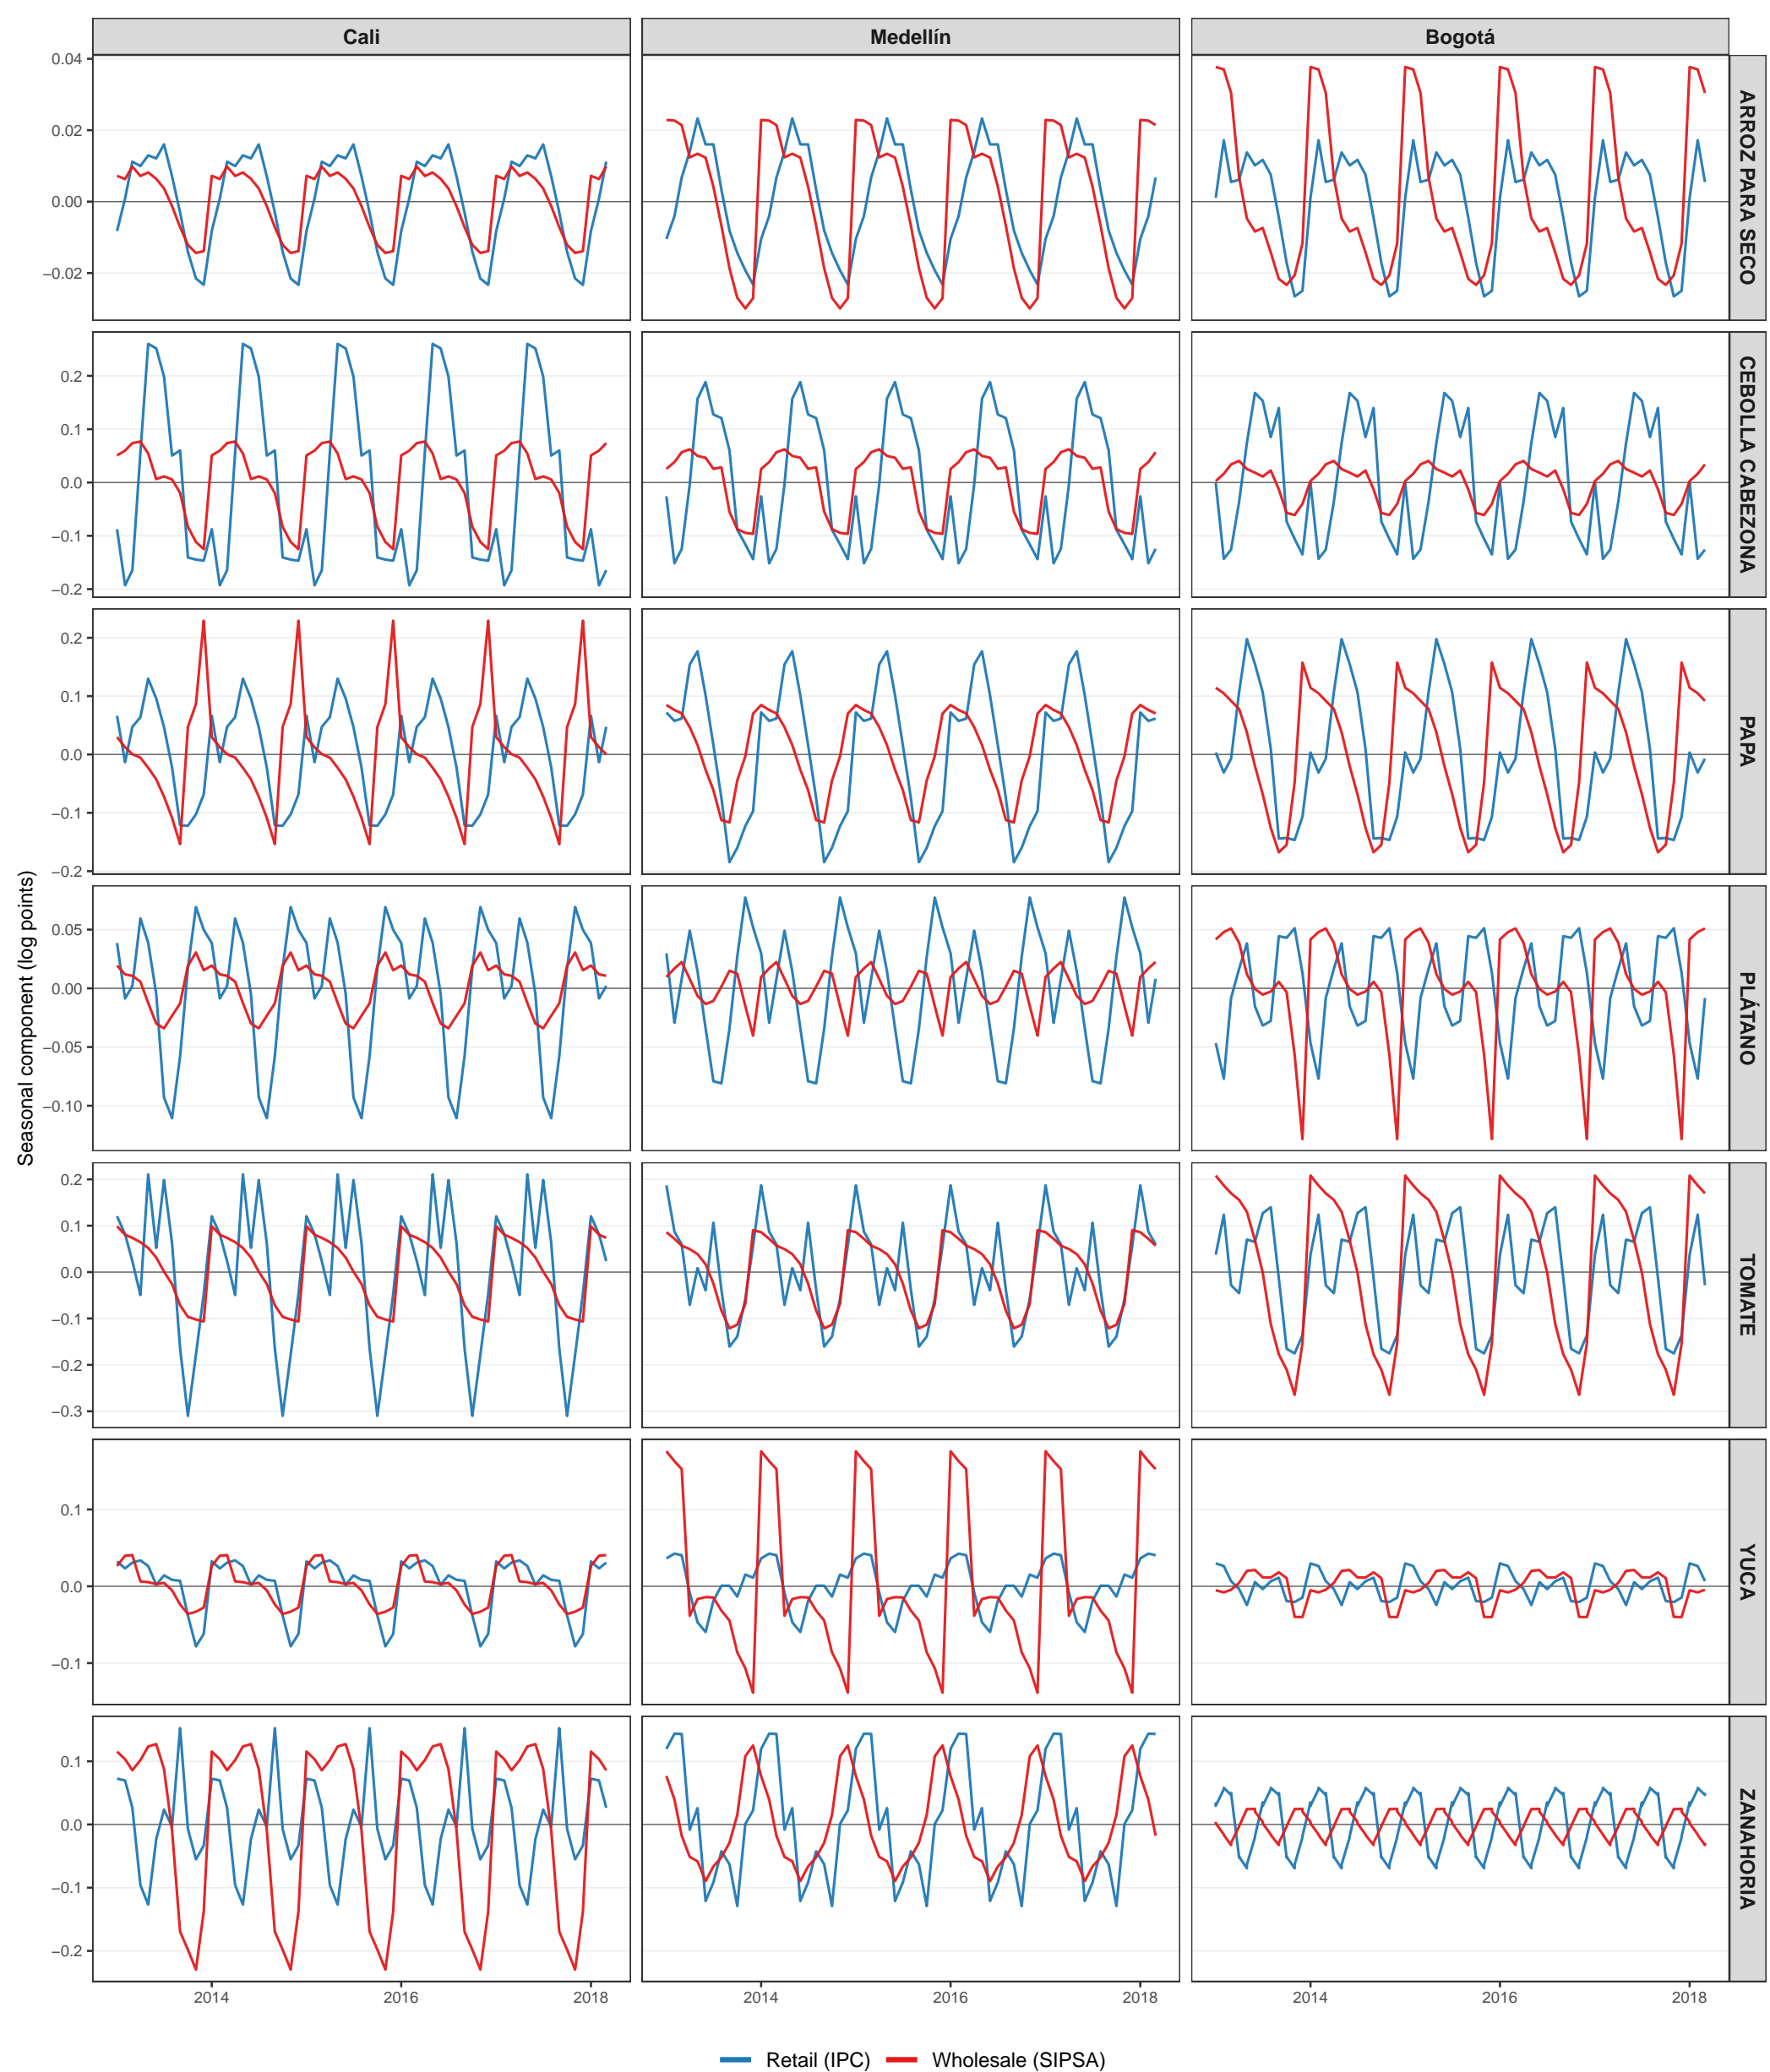 Cali
Medellín
Bogotá
0.04
0.02
0.00
−0.02
ARROZ PARA SECO
0.2
0.1
0.0
−0.1
−0.2
CEBOLLA CABEZONA
0.2
0.1
0.0
−0.1
−0.2
PAPA
Seasonal component (log points)
0.05
0.00
−0.05
−0.10
PLÁTANO
0.2
0.1
0.0
−0.1
−0.2
−0.3
TOMATE
0.1
0.0
−0.1
YUCA
0.1
0.0
−0.1
−0.2
ZANAHORIA
2014 2016 2018
2014 2016 2018
2014 2016 2018
Retail (IPC) Wholesale (SIPSA)